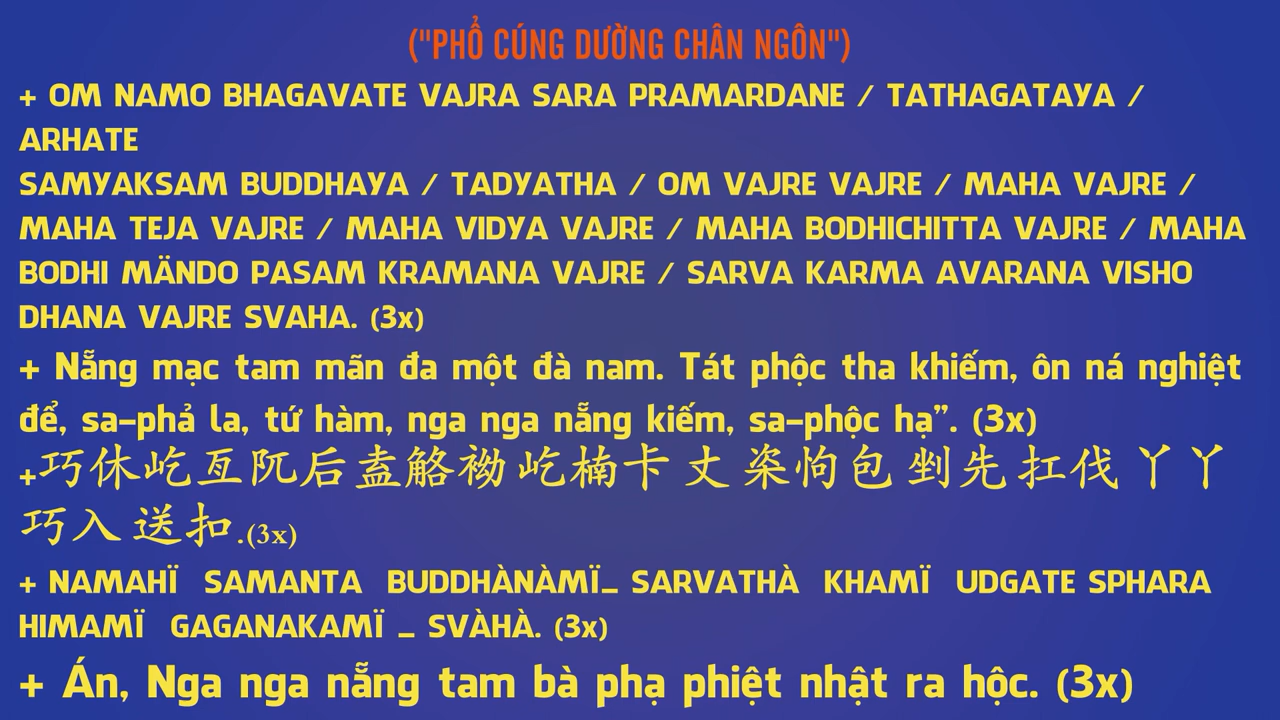 ("PHỔ CÚNG DƯỜNG CHÂN NGÔN")
+ OM NAMO BHAGAVATE VAJRA SARA PRAMARDANE / TATHAGATAYA /
ARHATE
SAMYAKSAM BUDDHAYA / TADYATHA / OM VAJRE VAJRE / MAHA VAJRE /
MAHA TEJA VAJRE / MAHA VIDYA VAJRE / MAHA BODHICHITTA VAJRE / MAHA
BODHI MÄNDO PASAM KRAMANA VAJRE / SARVA KARMA AVARANA VISHO
DHANA VAJRE SVAHA. (3x)
+ Nẵng mạc tam mãn đa một đà nam. Tát phộc tha khiếm, ôn ná nghiệt
để, sa-phả la, tứ hàm, nga nga nẵng kiếm, sa-phộc hạ”. (3x)
+巧休屹亙阢后盍觡袎屹楠卡丈 桼怐包 剉先 扛伐 丫丫
巧入 送扣.(3x)
+ NAMAHÏ SAMANTA BUDDHÀNÀMÏ_ SARVATHÀ KHAMÏ UDGATE SPHARA
HIMAMÏ GAGANAKAMÏ _ SVÀHÀ. (3x)
+ Án, Nga nga nẵng tam bà phạ phiệt nhật ra hộc. (3x)